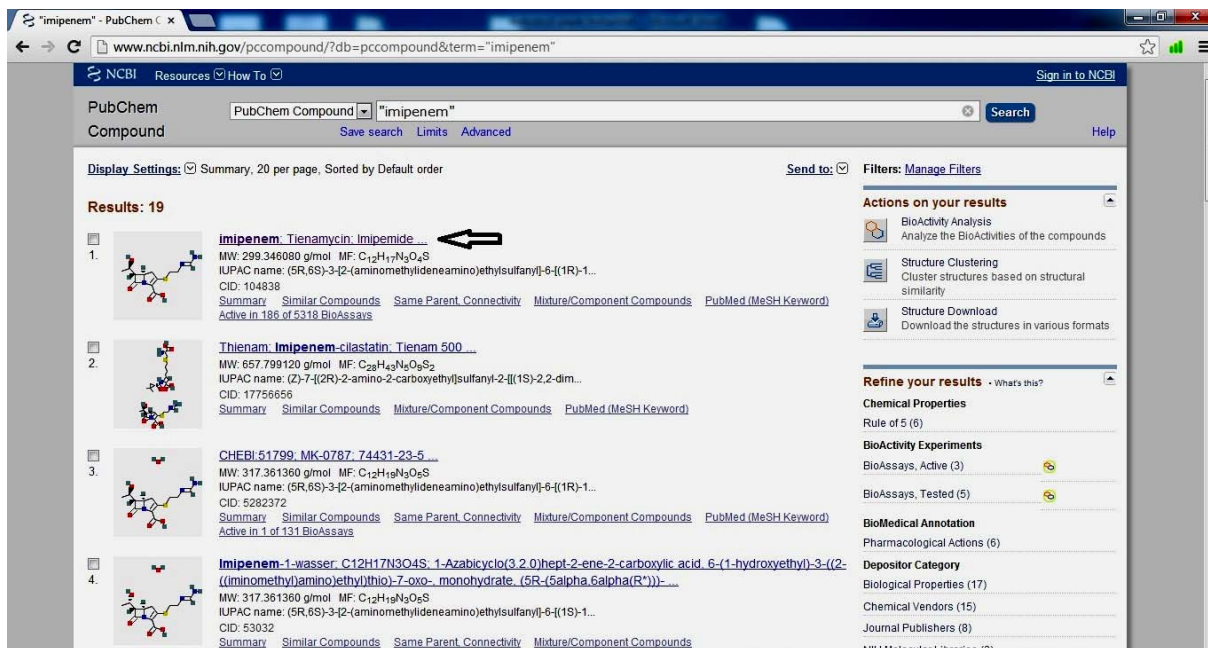 "imipenem" - PubChem C
www.ncbi.nlm.nih.gov/pccompound/?db=pccompound&term="imipenem"
NCBI Resources How To Sign in to NCBI
PubChem
Compound
PubChem Compound "imipenem" Search
Save search Limits Advanced Help
Display Settings: Summary, 20 per page, Sorted by Default order Send to:
Results: 19
1.
imipenem; Tienamycin; Imipemide ...
MW: 299.346080 g/mol MF: C₁₂H₁₇N₃O₄S
IUPAC name: (5R,6S)-3-[2-(aminomethylideneamino)ethylsulfanyl]-6-[(1R)-1...
CID: 104838
Summary Similar Compounds Same Parent, Connectivity Mixture/Component Compounds PubMed (MeSH Keyword)
Active in 186 of 5318 BioAssays
2.
Thienam; Imipenem-cilastatin; Tienam 500 ...
MW: 657.799120 g/mol MF: C₂₈H₄₃N₅O₉S₂
IUPAC name: (Z)-7-[(2R)-2-amino-2-carboxyethyl]sulfanyl-2-[[(1S)-2,2-dim...
CID: 17756656
Summary Similar Compounds Mixture/Component Compounds PubMed (MeSH Keyword)
3.
CHEBI:51799; MK-0787; 74431-23-5 ...
MW: 317.361360 g/mol MF: C₁₂H₁₉N₃O₅S
IUPAC name: (5R,6S)-3-[2-(aminomethylideneamino)ethylsulfanyl]-6-[(1R)-1...
CID: 5282372
Summary Similar Compounds Same Parent, Connectivity Mixture/Component Compounds PubMed (MeSH Keyword)
Active in 1 of 131 BioAssays
4.
Imipenem-1-wasser; C12H17N3O4S; 1-Azabicyclo(3.2.0)hept-2-ene-2-carboxylic acid, 6-(1-hydroxyethyl)-3-((2-
((iminomethyl)amino)ethyl)thio)-7-oxo-, monohydrate, (5R-(5alpha,6alpha(R*)))- ...
MW: 317.361360 g/mol MF: C₁₂H₁₉N₃O₅S
IUPAC name: (5R,6S)-3-[2-(aminomethylideneamino)ethylsulfanyl]-6-[(1S)-1...
CID: 53032
Summary Similar Compounds Same Parent, Connectivity Mixture/Component Compounds
Filters: Manage Filters
Actions on your results
BioActivity Analysis
Analyze the BioActivities of the compounds
Structure Clustering
Cluster structures based on structural
similarity
Structure Download
Download the structures in various formats
Refine your results - What's this?
Chemical Properties
Rule of 5 (6)
BioActivity Experiments
BioAssays, Active (3)
BioAssays, Tested (5)
BioMedical Annotation
Pharmacological Actions (6)
Depositor Category
Biological Properties (17)
Chemical Vendors (15)
Journal Publishers (8)